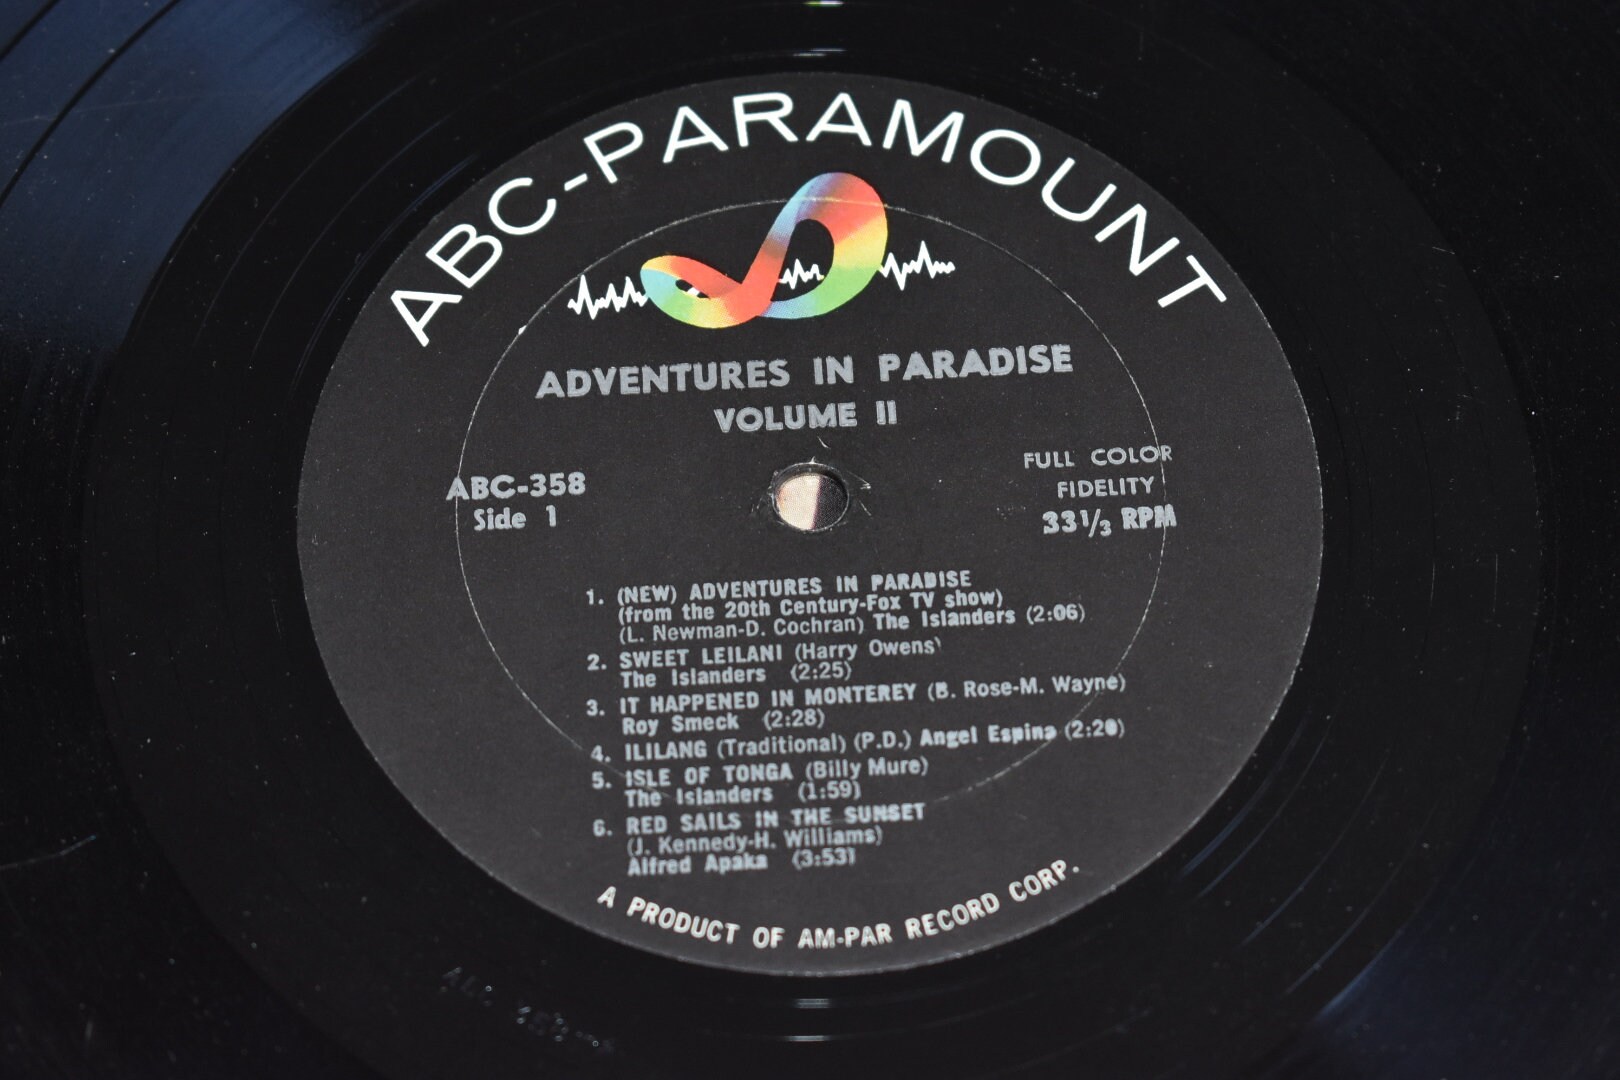 ABC-PARAMOUNT
ADVENTURES IN PARADISE
VOLUME II
ABC-358
Side 1
FULL COLOR
FIDELITY
33 1/3 RPM
1. (NEW) ADVENTURES IN PARADISE
(from the 20th Century-Fox TV show)
(L. Newman-D. Cochran) The Islanders (2:06)
2. SWEET LEILANI (Harry Owens)
The Islanders (2:25)
3. IT HAPPENED IN MONTEREY (B. Rose-M. Wayne)
Roy Smeck (2:28)
4. ILILANG (Traditional) (P.D.) Angel Espina (2:20)
5. ISLE OF TONGA (Billy Mure)
The Islanders (1:59)
6. RED SAILS IN THE SUNSET
(J. Kennedy-H. Williams)
Alfred Apaka (3:53)
A PRODUCT OF AM-PAR RECORD CORP.